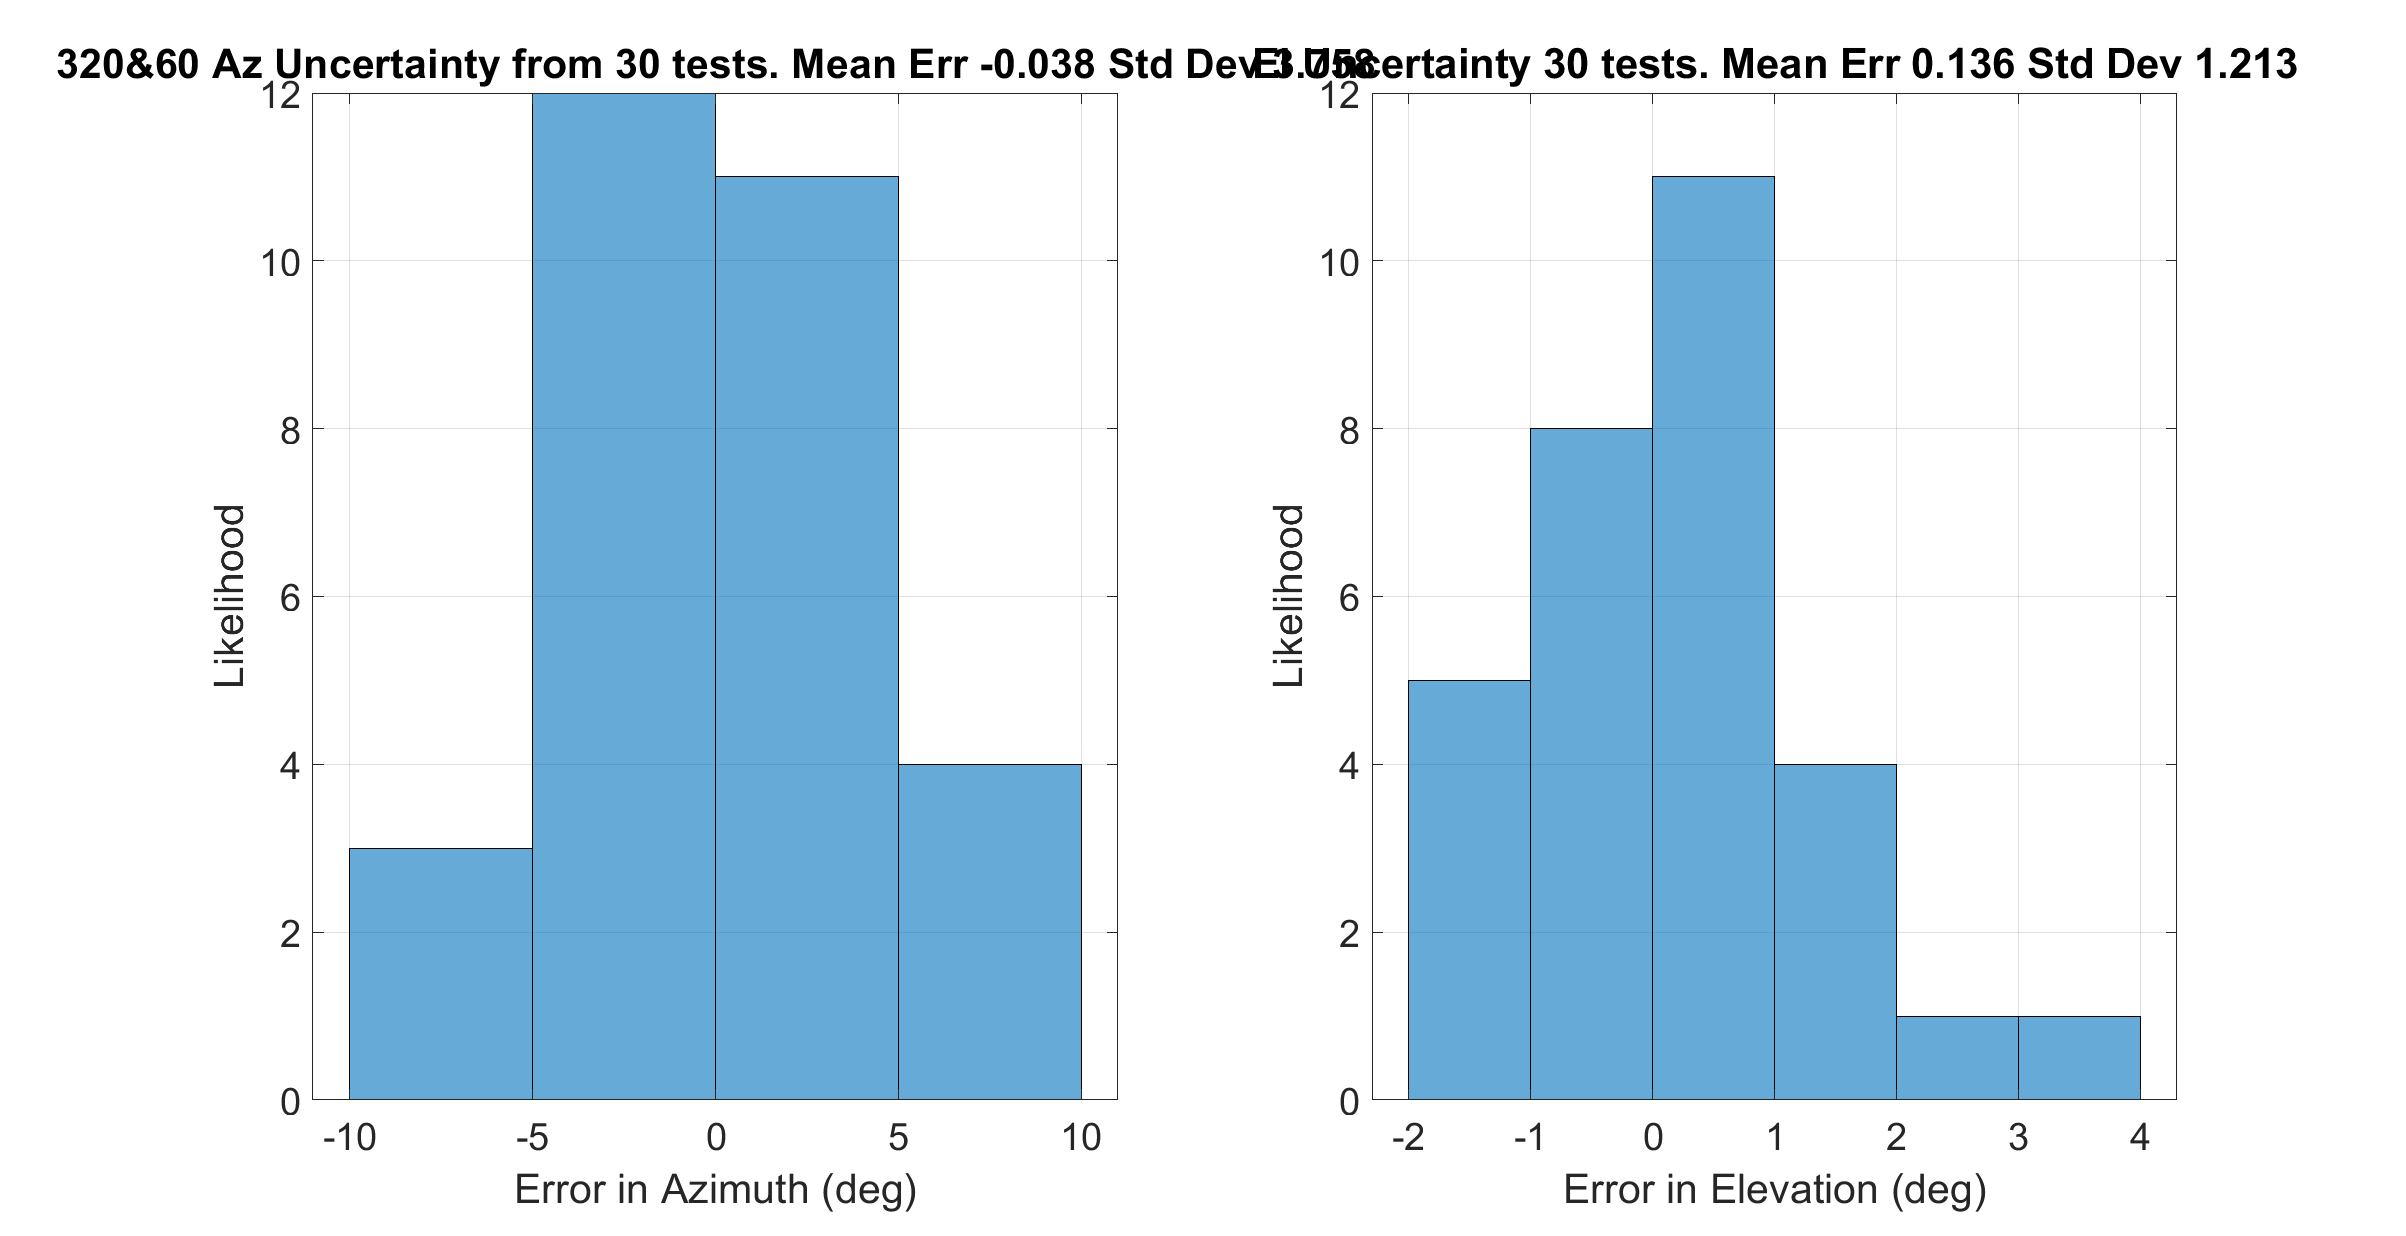 320&60 Az Uncertainty from 30 tests. Mean Err -0.038 Std Dev 3.758
El Uncertainty 30 tests. Mean Err 0.136 Std Dev 1.213
12
10
8
6
4
2
0
Likelihood
-10 -5 0 5 10
Error in Azimuth (deg)
12
10
8
6
4
2
0
Likelihood
-2 -1 0 1 2 3 4
Error in Elevation (deg)